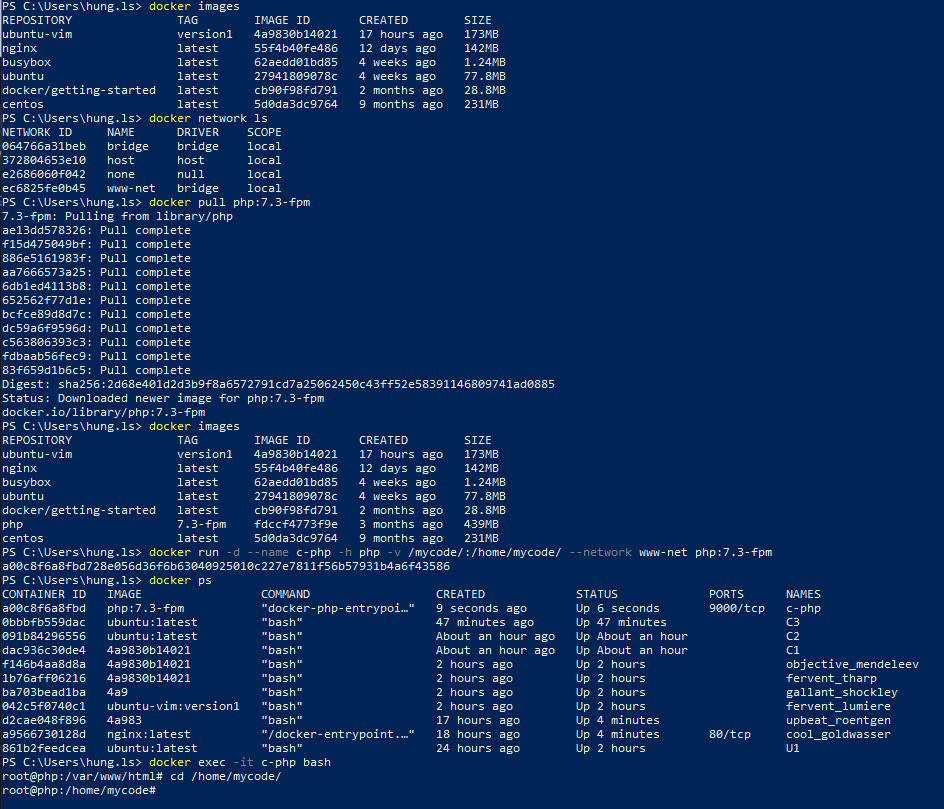 PS C:\Users\hung.ls> docker images
REPOSITORY TAG IMAGE ID CREATED SIZE
ubuntu-vim version1 4a9830b14021 17 hours ago 173MB
nginx latest 55f4b40fe486 12 days ago 142MB
busybox latest 62aedd01bd85 4 weeks ago 1.24MB
ubuntu latest 27941809078c 4 weeks ago 77.8MB
docker/getting-started latest cb90f98fd791 2 months ago 28.8MB
centos latest 5d0da3dc9764 9 months ago 231MB
PS C:\Users\hung.ls> docker network ls
NETWORK ID NAME DRIVER SCOPE
064766a31beb bridge bridge local
372804653e10 host host local
e2686060f042 none null local
ec6825fe0b45 www-net bridge local
PS C:\Users\hung.ls> docker pull php:7.3-fpm
7.3-fpm: Pulling from library/php
ae13dd578326: Pull complete
f15d475049bf: Pull complete
886e5161983f: Pull complete
aa7666573a25: Pull complete
6db1ed4113b8: Pull complete
652562f77d1e: Pull complete
bcfce89d8d7c: Pull complete
dc59a6f9596d: Pull complete
c563806393c3: Pull complete
fdbaab56fec9: Pull complete
83f659d1b6c5: Pull complete
Digest: sha256:2d68e401d2d3b9f8a6572791cd7a25062450c43ff52e58391146809741ad0885
Status: Downloaded newer image for php:7.3-fpm
docker.io/library/php:7.3-fpm
PS C:\Users\hung.ls> docker images
REPOSITORY TAG IMAGE ID CREATED SIZE
ubuntu-vim version1 4a9830b14021 17 hours ago 173MB
nginx latest 55f4b40fe486 12 days ago 142MB
busybox latest 62aedd01bd85 4 weeks ago 1.24MB
ubuntu latest 27941809078c 4 weeks ago 77.8MB
docker/getting-started latest cb90f98fd791 2 months ago 28.8MB
php 7.3-fpm fdccf4773f9e 3 months ago 439MB
centos latest 5d0da3dc9764 9 months ago 231MB
PS C:\Users\hung.ls> docker run -d --name c-php -h php -v /mycode/:/home/mycode/ --network www-net php:7.3-fpm
a00c8f6a8fbd728e056d36f6b63040925010c227e7811f56b57931b4a6f43586
PS C:\Users\hung.ls> docker ps
CONTAINER ID IMAGE COMMAND CREATED STATUS PORTS NAMES
a00c8f6a8fbd php:7.3-fpm "docker-php-entrypoi…" 9 seconds ago Up 6 seconds 9000/tcp c-php
0bbbfb559dac ubuntu:latest "bash" 47 minutes ago Up 47 minutes C3
091b84296556 ubuntu:latest "bash" About an hour ago Up About an hour C2
dac936c30de4 4a9830b14021 "bash" About an hour ago Up About an hour C1
f146b4aa8d8a 4a9830b14021 "bash" 2 hours ago Up 2 hours objective_mendeleev
1b76aff06216 4a9830b14021 "bash" 2 hours ago Up 2 hours fervent_tharp
ba703bead1ba 4a9 "bash" 2 hours ago Up 2 hours gallant_shockley
042c5f0740c1 ubuntu-vim:version1 "bash" 2 hours ago Up 2 hours fervent_lumiere
d2cae048f896 4a983 "bash" 17 hours ago Up 4 minutes upbeat_roentgen
a9566730128d nginx:latest "/docker-entrypoint.…" 18 hours ago Up 4 minutes 80/tcp cool_goldwasser
861b2feedcea ubuntu:latest "bash" 24 hours ago Up 2 hours U1
PS C:\Users\hung.ls> docker exec -it c-php bash
root@php:/var/www/html# cd /home/mycode/
root@php:/home/mycode#